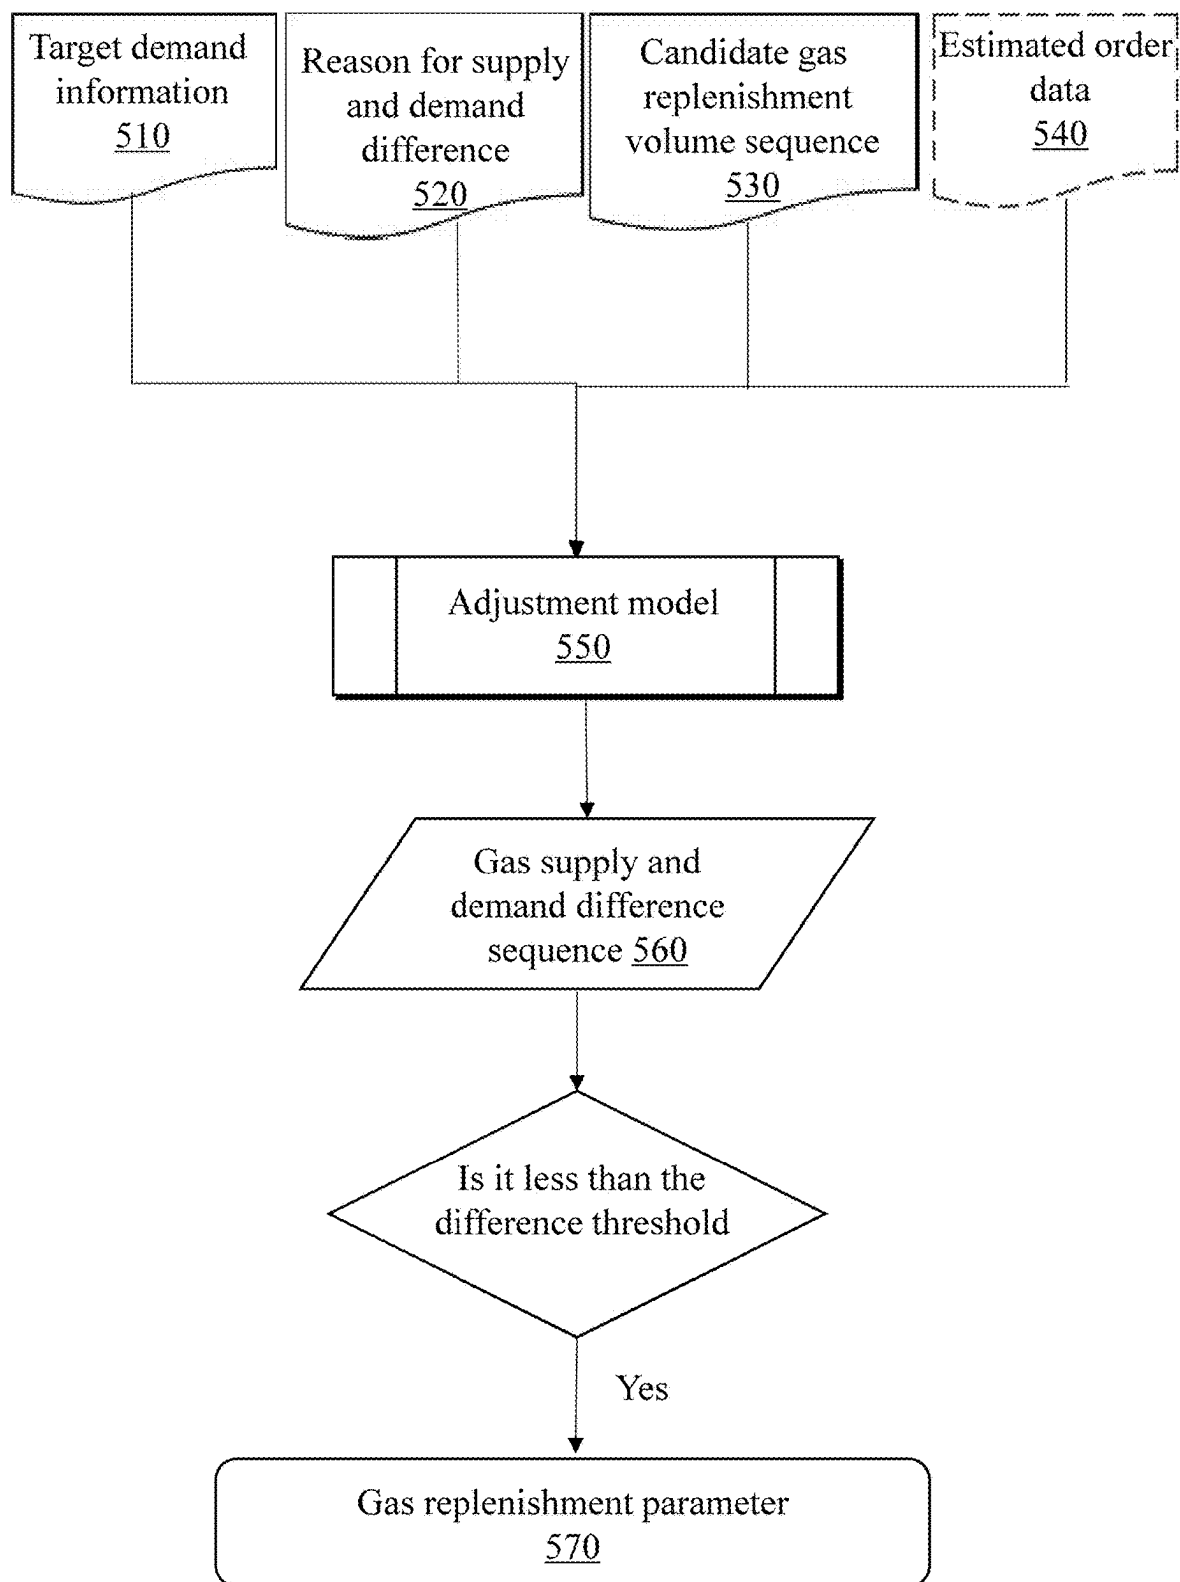 Target demand
information
510
Reason for supply
and demand
difference
520
Candidate gas
replenishment
volume sequence
530
Estimated order
data
540
Adjustment model
550
Gas supply and
demand difference
sequence 560
Is it less than the
difference threshold
Yes
Gas replenishment parameter
570